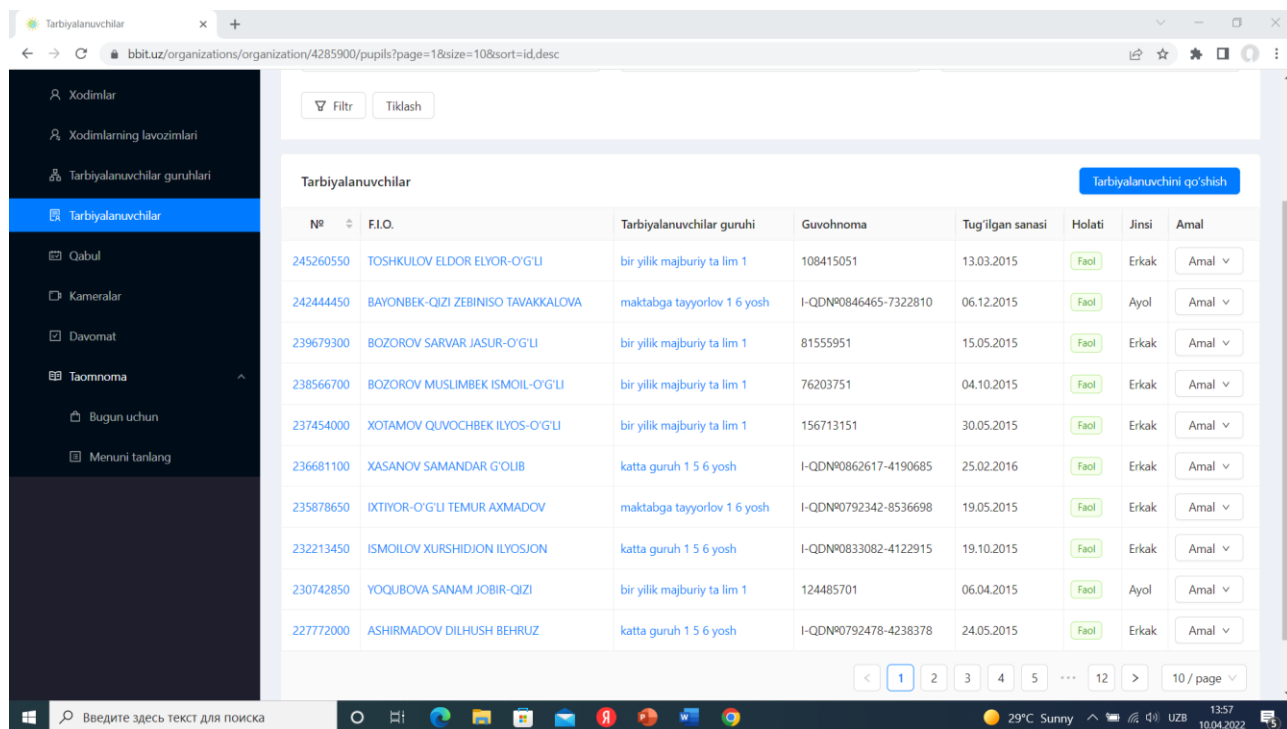 Tarbiyalanuvchilar
bbit.uz/organizations/organization/4285900/pupils?page=1&size=10&sort=id,desc
Xodimlar
Xodimlarning lavozimlari
Tarbiyalanuvchilar guruhlari
Tarbiyalanuvchilar
Qabul
Kameralar
Davomat
Taomnoma
Bugun uchun
Menuni tanlang
Filtr Tiklash
Tarbiyalanuvchilar Tarbiyalanuvchini qo'shish
№ F.I.O. Tarbiyalanuvchilar guruhi Guvohnoma Tug'ilgan sanasi Holati Jinsi Amal
245260550 TOSHKULOV ELDOR ELYOR-O'G'LI bir yilik majburiy ta lim 1 108415051 13.03.2015 Faol Erkak Amal
242444450 BAYONBEK-QIZI ZEBINISO TAVAKKALOVA maktabga tayyorlov 1 6 yosh I-QDN№0846465-7322810 06.12.2015 Faol Ayol Amal
239679300 BOZOROV SARVAR JASUR-O'G'LI bir yilik majburiy ta lim 1 81555951 15.05.2015 Faol Erkak Amal
238566700 BOZOROV MUSLIMBEK ISMOIL-O'G'LI bir yilik majburiy ta lim 1 76203751 04.10.2015 Faol Erkak Amal
237454000 XOTAMOV QUVOCHBEK ILYOS-O'G'LI bir yilik majburiy ta lim 1 156713151 30.05.2015 Faol Erkak Amal
236681100 XASANOV SAMANDAR G'OLIB katta guruh 1 5 6 yosh I-QDN№0862617-4190685 25.02.2016 Faol Erkak Amal
235878650 IXTIYOR-O'G'LI TEMUR AXMADOV maktabga tayyorlov 1 6 yosh I-QDN№0792342-8536698 19.05.2015 Faol Erkak Amal
232213450 ISMOILOV XURSHIDJON ILYOSJON katta guruh 1 5 6 yosh I-QDN№0833082-4122915 19.10.2015 Faol Erkak Amal
230742850 YOQUBOVA SANAM JOBIR-QIZI bir yilik majburiy ta lim 1 124485701 06.04.2015 Faol Ayol Amal
227772000 ASHIRMADOV DILHUSH BEHRUZ katta guruh 1 5 6 yosh I-QDN№0792478-4238378 24.05.2015 Faol Erkak Amal
< 1 2 3 4 5 ••• 12 > 10 / page
Введите здесь текст для поиска 29°C Sunny UZB 13:57
10.04.2022